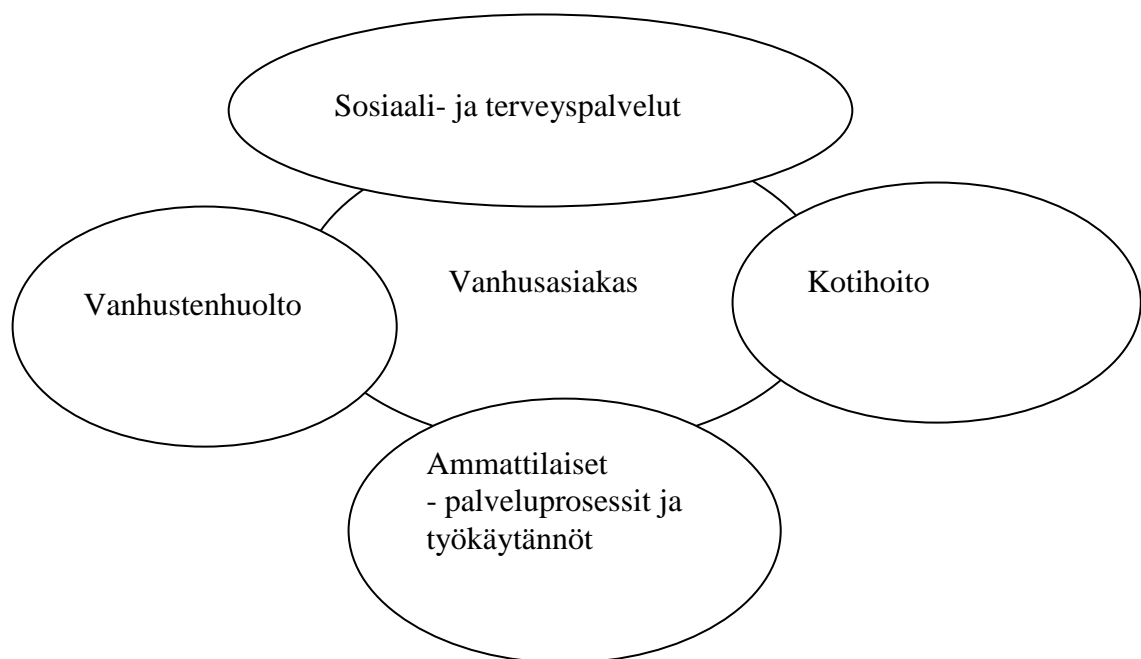 Sosiaali- ja terveyspalvelut
Vanhustenhuolto
Vanhusasiakas
Kotihoito
Ammattilaiset
- palveluprosessit ja
työkäytännöt